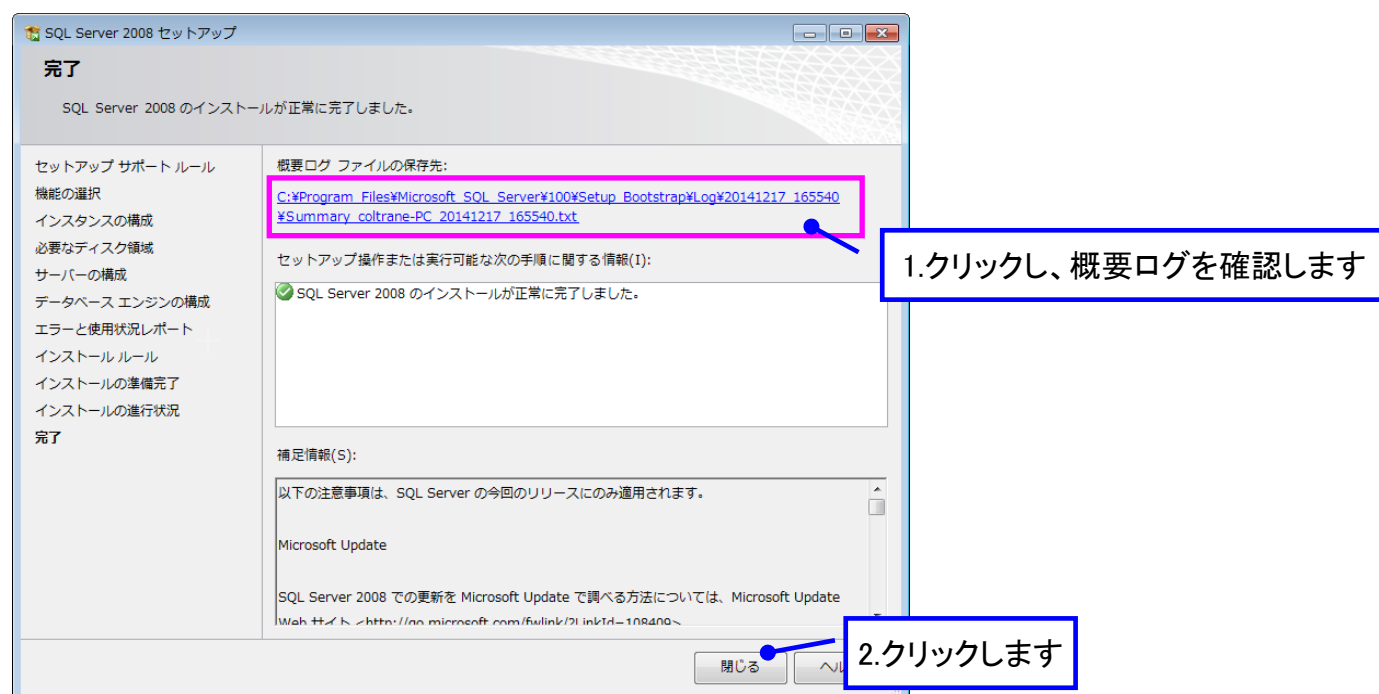 SQL Server 2008 セットアップ
完了
SQL Server 2008 のインストールが正常に完了しました。
セットアップ サポート ルール
機能の選択
インスタンスの構成
必要なディスク領域
サーバーの構成
データベース エンジンの構成
エラーと使用状況レポート
インストール ルール
インストールの準備完了
インストールの進行状況
完了
概要ログ ファイルの保存先:
C:¥Program Files¥Microsoft SQL Server¥100¥Setup Bootstrap¥Log¥20141217_165540
¥Summary_coltrane-PC_20141217_165540.txt
1.クリックし、概要ログを確認します
セットアップ操作または実行可能な次の手順に関する情報(I):
SQL Server 2008 のインストールが正常に完了しました。
補足情報(S):
以下の注意事項は、SQL Server の今回のリリースにのみ適用されます。
Microsoft Update
SQL Server 2008 での更新を Microsoft Update で調べる方法については、Microsoft Update
Web サイト <http://go.microsoft.com/fwlink/?LinkId=108409>
閉じる
2.クリックします